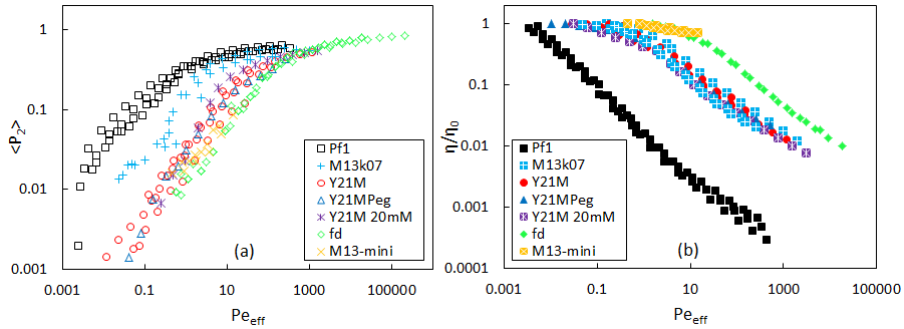 1
0.1
0.01
0.001
<P₂>
0.001 0.1 10 1000 100000
Pe_eff
(a)
Pf1
M13k07
Y21M
Y21MPeg
Y21M 20mM
fd
M13-mini
1
0.1
0.01
0.001
0.0001
η/η₀
0.001 0.1 10 1000 100000
Pe_eff
(b)
Pf1
M13k07
Y21M
Y21MPeg
Y21M 20mM
fd
M13-mini